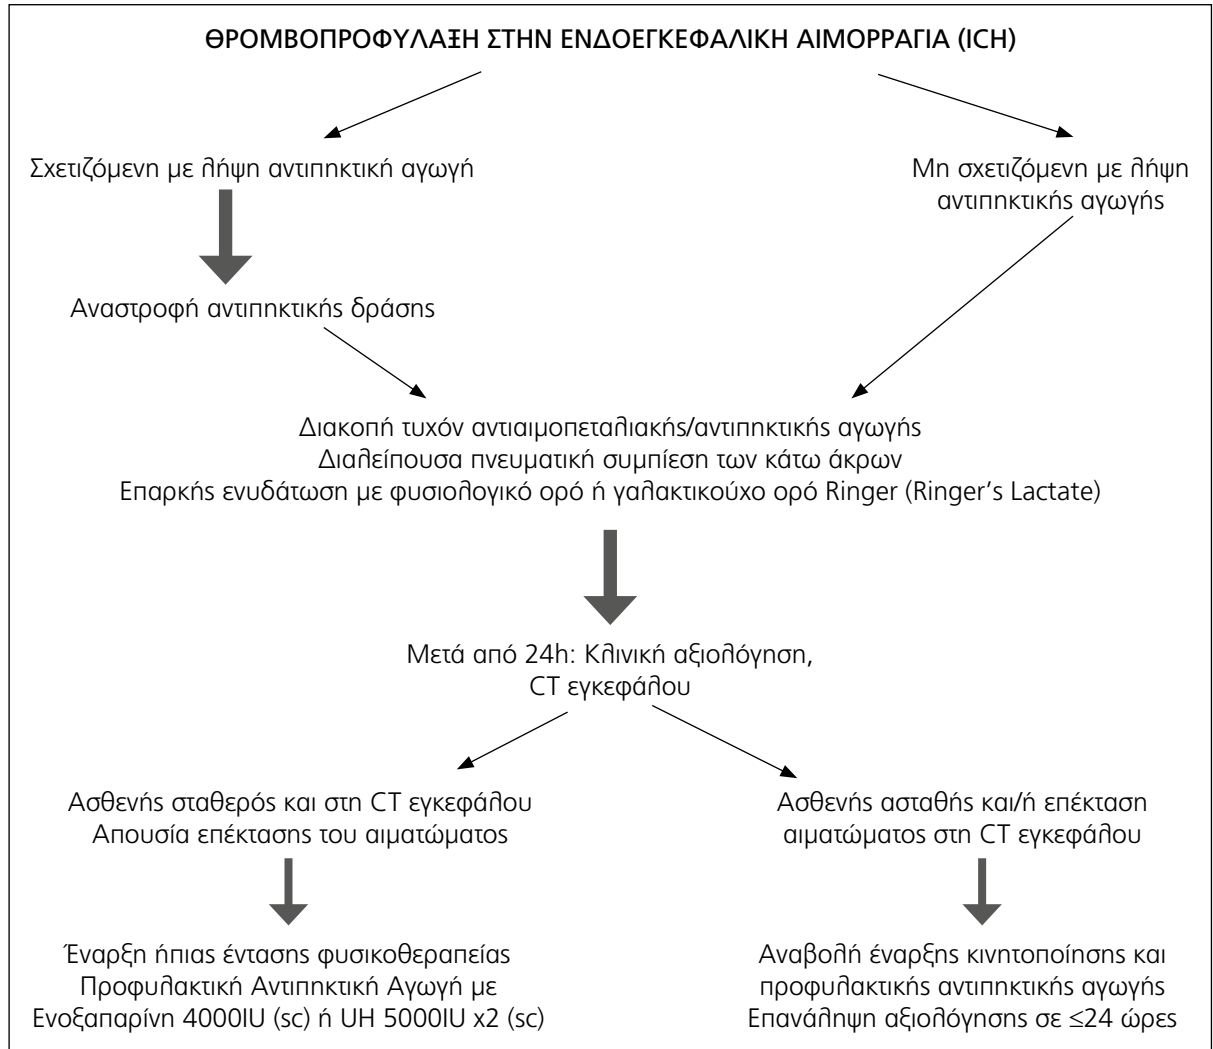 ΘΡΟΜΒΟΠΡΟΦΥΛΑΞΗ ΣΤΗΝ ΕΝΔΟΕΓΚΕΦΑΛΙΚΗ ΑΙΜΟΡΡΑΓΙΑ (ICH)
Σχετιζόμενη με λήψη αντιπηκτική αγωγή
Μη σχετιζόμενη με λήψη
αντιπηκτικής αγωγής
Αναστροφή αντιπηκτικής δράσης
Διακοπή τυχόν αντιαιμοπεταλιακής/αντιπηκτικής αγωγής
Διαλείπουσα πνευματική συμπίεση των κάτω άκρων
Επαρκής ενυδάτωση με φυσιολογικό ορό ή γαλακτικούχο ορό Ringer (Ringer's Lactate)
Μετά από 24h: Κλινική αξιολόγηση,
CT εγκεφάλου
Ασθενής σταθερός και στη CT εγκεφάλου
Απουσία επέκτασης του αιματώματος
Ασθενής ασταθής και/ή επέκταση
αιματώματος στη CT εγκεφάλου
Έναρξη ήπιας έντασης φυσικοθεραπείας
Προφυλακτική Αντιπηκτική Αγωγή με
Ενοξαπαρίνη 4000IU (sc) ή UH 5000IU x2 (sc)
Αναβολή έναρξης κινητοποίησης και
προφυλακτικής αντιπηκτικής αγωγής
Επανάληψη αξιολόγησης σε ≤24 ώρες